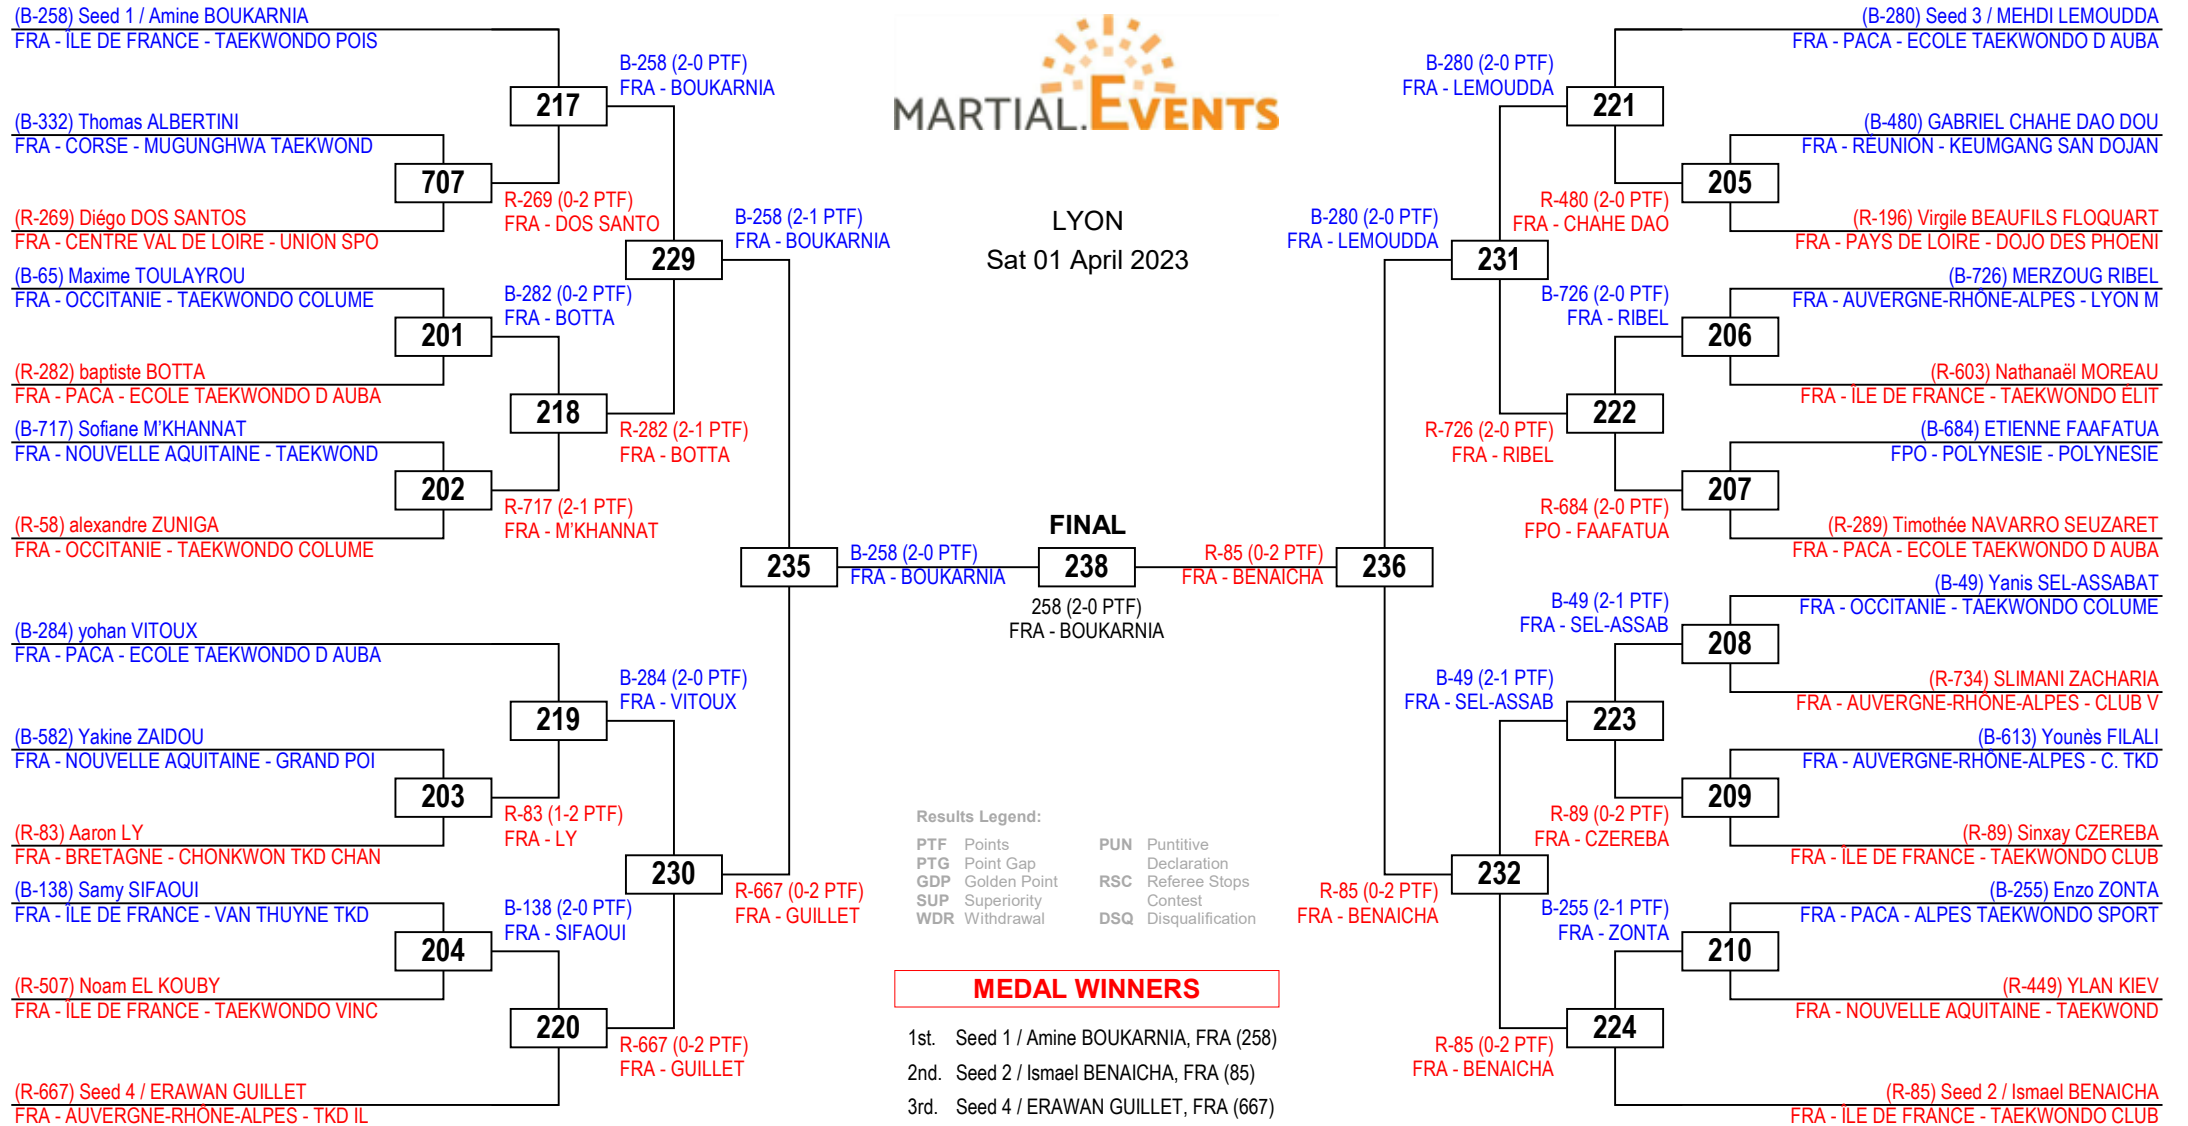 (B-258) Seed 1 / Amine BOUKARNIA
FRA - ÎLE DE FRANCE - TAEKWONDO POIS
B-258 (2-0 PTF)
FRA - BOUKARNIA
217
(B-332) Thomas ALBERTINI
FRA - CORSE - MUGUNGHWA TAEKWOND
707
R-269 (0-2 PTF)
FRA - DOS SANTO
(R-269) Diégo DOS SANTOS
FRA - CENTRE VAL DE LOIRE - UNION SPO
B-258 (2-1 PTF)
FRA - BOUKARNIA
229
(B-65) Maxime TOULAYROU
FRA - OCCITANIE - TAEKWONDO COLUME
B-282 (0-2 PTF)
FRA - BOTTA
201
(R-282) baptiste BOTTA
FRA - PACA - ECOLE TAEKWONDO D AUBA
218
R-282 (2-1 PTF)
FRA - BOTTA
(B-717) Sofiane M'KHANNAT
FRA - NOUVELLE AQUITAINE - TAEKWOND
202
R-717 (2-1 PTF)
FRA - M'KHANNAT
(R-58) alexandre ZUNIGA
FRA - OCCITANIE - TAEKWONDO COLUME
235
B-258 (2-0 PTF)
FRA - BOUKARNIA
(B-284) yohan VITOUX
FRA - PACA - ECOLE TAEKWONDO D AUBA
B-284 (2-0 PTF)
FRA - VITOUX
219
(B-582) Yakine ZAIDOU
FRA - NOUVELLE AQUITAINE - GRAND POI
203
R-83 (1-2 PTF)
FRA - LY
(R-83) Aaron LY
FRA - BRETAGNE - CHONKWON TKD CHAN
230
R-667 (0-2 PTF)
FRA - GUILLET
(B-138) Samy SIFAOUI
FRA - ÎLE DE FRANCE - VAN THUYNE TKD
B-138 (2-0 PTF)
FRA - SIFAOUI
204
(R-507) Noam EL KOUBY
FRA - ÎLE DE FRANCE - TAEKWONDO VINC
220
R-667 (0-2 PTF)
FRA - GUILLET
(R-667) Seed 4 / ERAWAN GUILLET
FRA - AUVERGNE-RHÔNE-ALPES - TKD IL
MARTIAL.EVENTS
LYON
Sat 01 April 2023
FINAL
238
258 (2-0 PTF)
FRA - BOUKARNIA
Results Legend:
PTF Points
PTG Point Gap
GDP Golden Point
SUP Superiority
WDR Withdrawal
PUN Puntitive
Declaration
RSC Referee Stops
Contest
DSQ Disqualification
MEDAL WINNERS
1st. Seed 1 / Amine BOUKARNIA, FRA (258)
2nd. Seed 2 / Ismael BENAICHA, FRA (85)
3rd. Seed 4 / ERAWAN GUILLET, FRA (667)
(B-280) Seed 3 / MEHDI LEMOUDDA
FRA - PACA - ECOLE TAEKWONDO D AUBA
B-280 (2-0 PTF)
FRA - LEMOUDDA
221
(B-480) GABRIEL CHAHE DAO DOU
FRA - RÉUNION - KEUMGANG SAN DOJAN
205
R-480 (2-0 PTF)
FRA - CHAHE DAO
(R-196) Virgile BEAUFILS FLOQUART
FRA - PAYS DE LOIRE - DOJO DES PHOENI
B-280 (2-0 PTF)
FRA - LEMOUDDA
231
(B-726) MERZOUG RIBEL
FRA - AUVERGNE-RHÔNE-ALPES - LYON M
B-726 (2-0 PTF)
FRA - RIBEL
206
(R-603) Nathanaël MOREAU
FRA - ÎLE DE FRANCE - TAEKWONDO ÉLIT
222
R-726 (2-0 PTF)
FRA - RIBEL
(B-684) ETIENNE FAAFATUA
FPO - POLYNESIE - POLYNESIE
207
R-684 (2-0 PTF)
FPO - FAAFATUA
(R-289) Timothée NAVARRO SEUZARET
FRA - PACA - ECOLE TAEKWONDO D AUBA
R-85 (0-2 PTF)
FRA - BENAICHA
236
(B-49) Yanis SEL-ASSABAT
FRA - OCCITANIE - TAEKWONDO COLUME
B-49 (2-1 PTF)
FRA - SEL-ASSAB
208
(R-734) SLIMANI ZACHARIA
FRA - AUVERGNE-RHÔNE-ALPES - CLUB V
B-49 (2-1 PTF)
FRA - SEL-ASSAB
223
(B-613) Younès FILALI
FRA - AUVERGNE-RHÔNE-ALPES - C. TKD
209
R-89 (0-2 PTF)
FRA - CZEREBA
(R-89) Sinxay CZEREBA
FRA - ÎLE DE FRANCE - TAEKWONDO CLUB
R-85 (0-2 PTF)
FRA - BENAICHA
232
(B-255) Enzo ZONTA
FRA - PACA - ALPES TAEKWONDO SPORT
B-255 (2-1 PTF)
FRA - ZONTA
210
(R-449) YLAN KIEV
FRA - NOUVELLE AQUITAINE - TAEKWOND
224
R-85 (0-2 PTF)
FRA - BENAICHA
(R-85) Seed 2 / Ismael BENAICHA
FRA - ÎLE DE FRANCE - TAEKWONDO CLUB